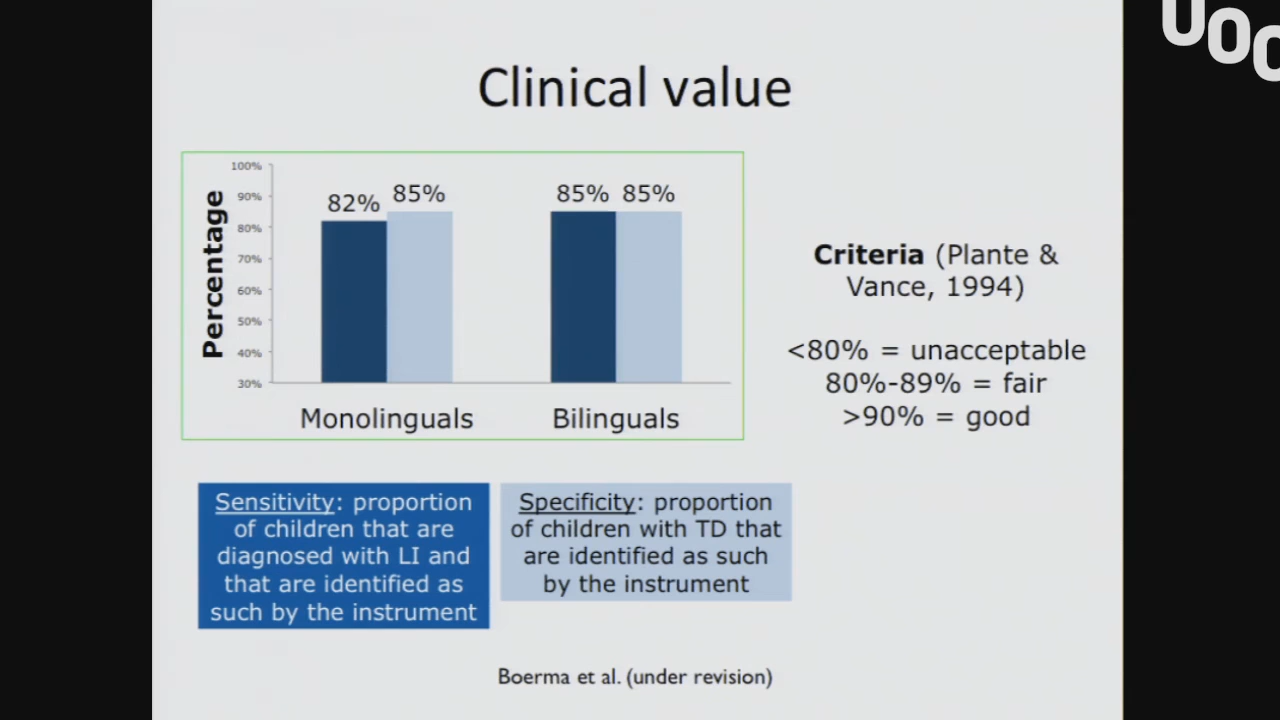 UOC
Clinical value
Percentage
100%
90%
80%
70%
60%
50%
40%
30%
82%
85%
85%
85%
Monolinguals
Bilinguals
Criteria (Plante &
Vance, 1994)
<80% = unacceptable
80%-89% = fair
>90% = good
Sensitivity: proportion
of children that are
diagnosed with LI and
that are identified as
such by the instrument
Specificity: proportion
of children with TD that
are identified as such
by the instrument
Boerma et al. (under revision)